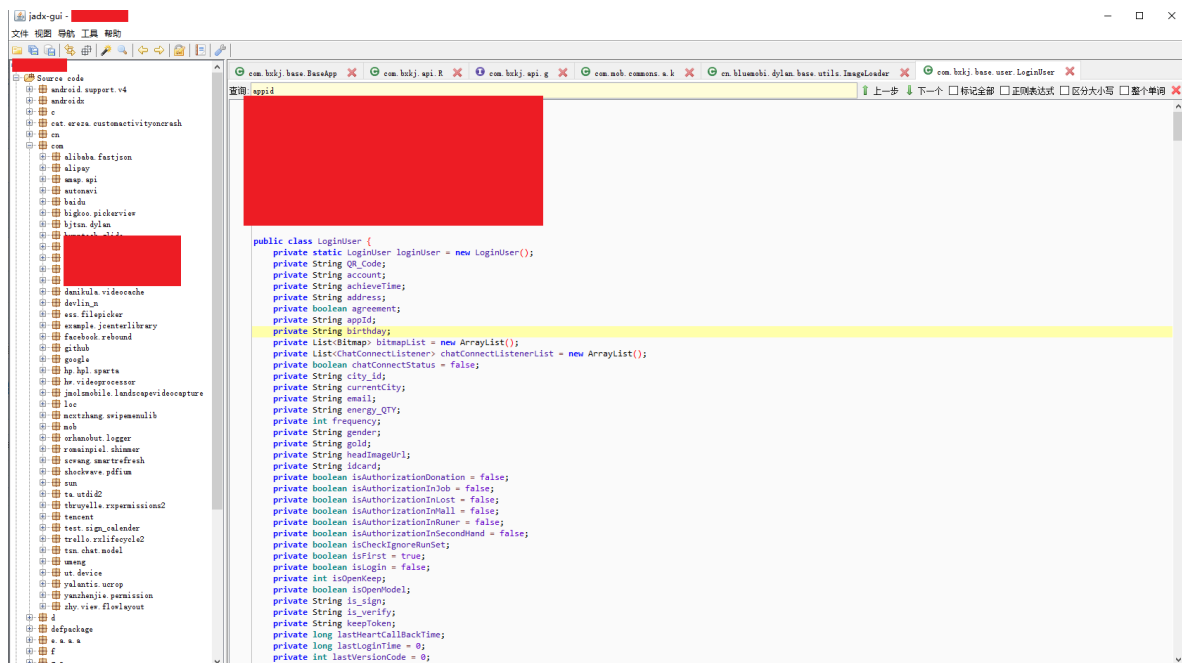 jadx-gui -
文件 视图 导航 工具 帮助
Source code
android.support.v4
androidx
c
cat.ereza.customactivityoncrash
cn
com
alibaba.fastjson
alipay
amap.api
autonavi
baidu
bigkoo.pickerview
bjtsn.dylan
danikula.videocache
devlin_n
ess.filepicker
example.jcenterlibrary
facebook.rebound
github
google
hp.hpl.sparta
hw.videoprocessor
jmolsmobile.landscapevideocapture
loc
mcxtzhang.swipemenulib
mob
orhanobut.logger
romainpiel.shimmer
scwang.smartrefresh
shockwave.pdfium
sun
ta.utdid2
tbruyelle.rxpermissions2
tencent
test.sign_calender
trello.rxlifecycle2
tsn.chat.model
umeng
ut.device
yalantis.ucrop
yanzhenjie.permission
zhy.view.flowlayout
d
defpackage
e.a.a.a
f
com.bxkj.base.BaseApp
com.bxkj.api.R
com.bxkj.api.g
com.mob.commons.a.k
cn.bluemobi.dylan.base.utils.ImageLoader
com.bxkj.base.user.LoginUser
查询: appid 上一步 下一个 标记全部 正则表达式 区分大小写 整个单词
public class LoginUser {
private static LoginUser loginUser = new LoginUser();
private String QR_Code;
private String account;
private String achieveTime;
private String address;
private boolean agreement;
private String appId;
private String birthday;
private List<Bitmap> bitmapList = new ArrayList();
private List<ChatConnectListener> chatConnectListenerList = new ArrayList();
private boolean chatConnectStatus = false;
private String city_id;
private String currentCity;
private String email;
private String energy_QTY;
private int frequency;
private String gender;
private String gold;
private String headImageUrl;
private String idcard;
private boolean isAuthorizationDonation = false;
private boolean isAuthorizationInJob = false;
private boolean isAuthorizationInLost = false;
private boolean isAuthorizationInMall = false;
private boolean isAuthorizationInRuner = false;
private boolean isAuthorizationInSecondHand = false;
private boolean isCheckIgnoreRunSet;
private boolean isFirst = true;
private boolean isLogin = false;
private int isOpenKeep;
private boolean isOpenModel;
private String is_sign;
private String is_verify;
private String keepToken;
private long lastHeartCallBackTime;
private long lastLoginTime = 0;
private int lastVersionCode = 0;